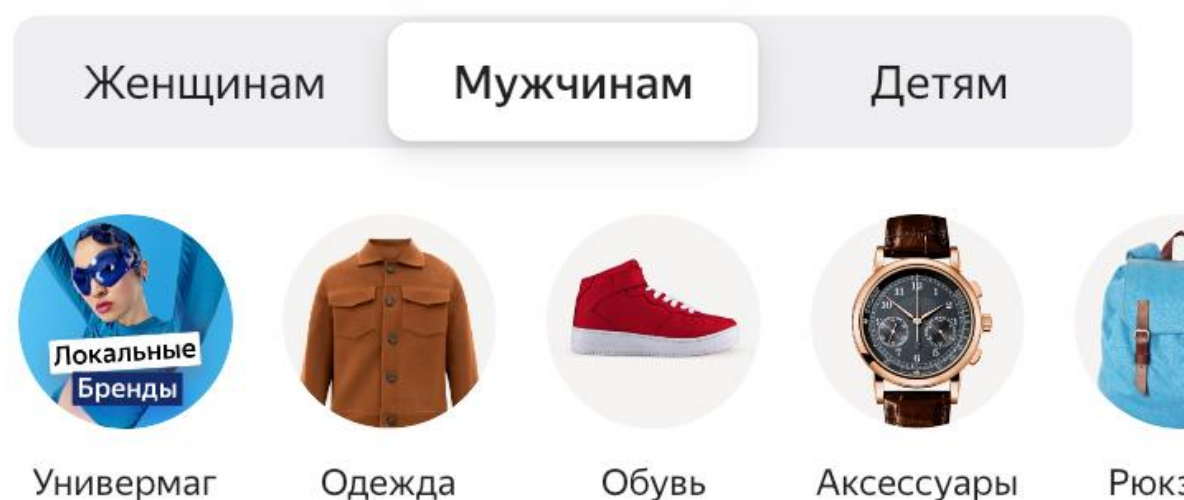 Женщинам Мужчинам Детям
Локальные
Бренды
Универмаг Одежда Обувь Аксессуары